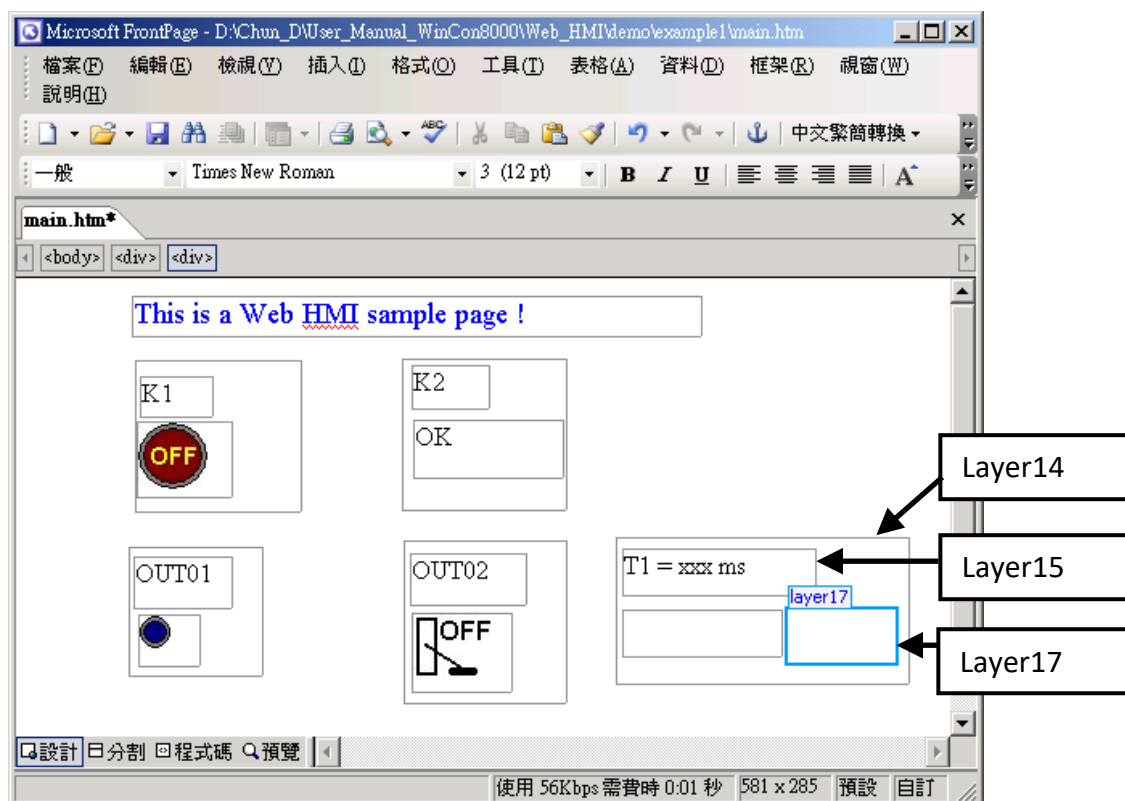 Microsoft FrontPage - D:\Chun_D\User_Manual_WinCon8000\Web_HMI\demo\example1\main.htm
檔案(F) 編輯(E) 檢視(V) 插入(I) 格式(O) 工具(T) 表格(A) 資料(D) 框架(R) 視窗(W)
說明(H)
ABC 中文繁簡轉換
一般 Times New Roman 3 (12 pt) B I U A
main.htm*
<body> <div> <div>
This is a Web HMI sample page !
K1
OFF
K2
OK
OUT01
OUT02
OFF
T1 = xxx ms
layer17
Layer14
Layer15
Layer17
設計 分割 程式碼 預覽
使用 56Kbps 需費時 0:01 秒 581 x 285 預設 自訂